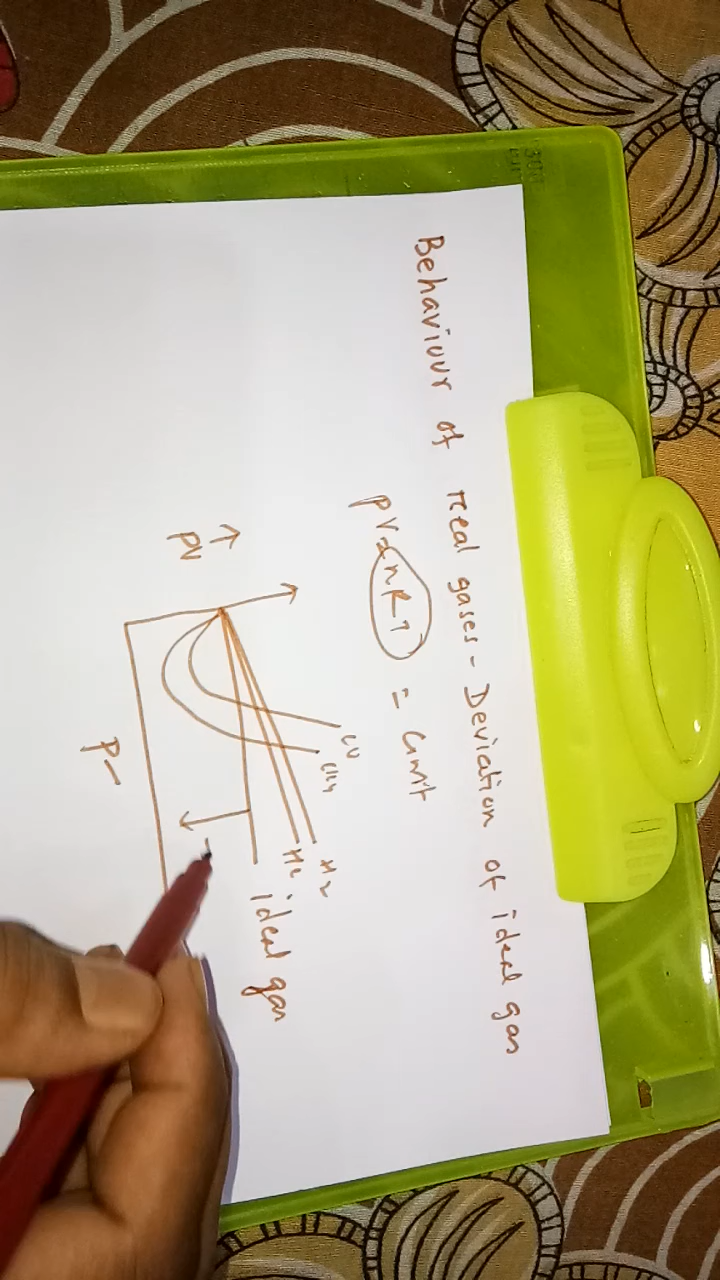 Behaviour of real gases - Deviation of ideal gas
PV = nRT = Const
↑
PV
CO
CH4
H2
He
ideal gas
P -